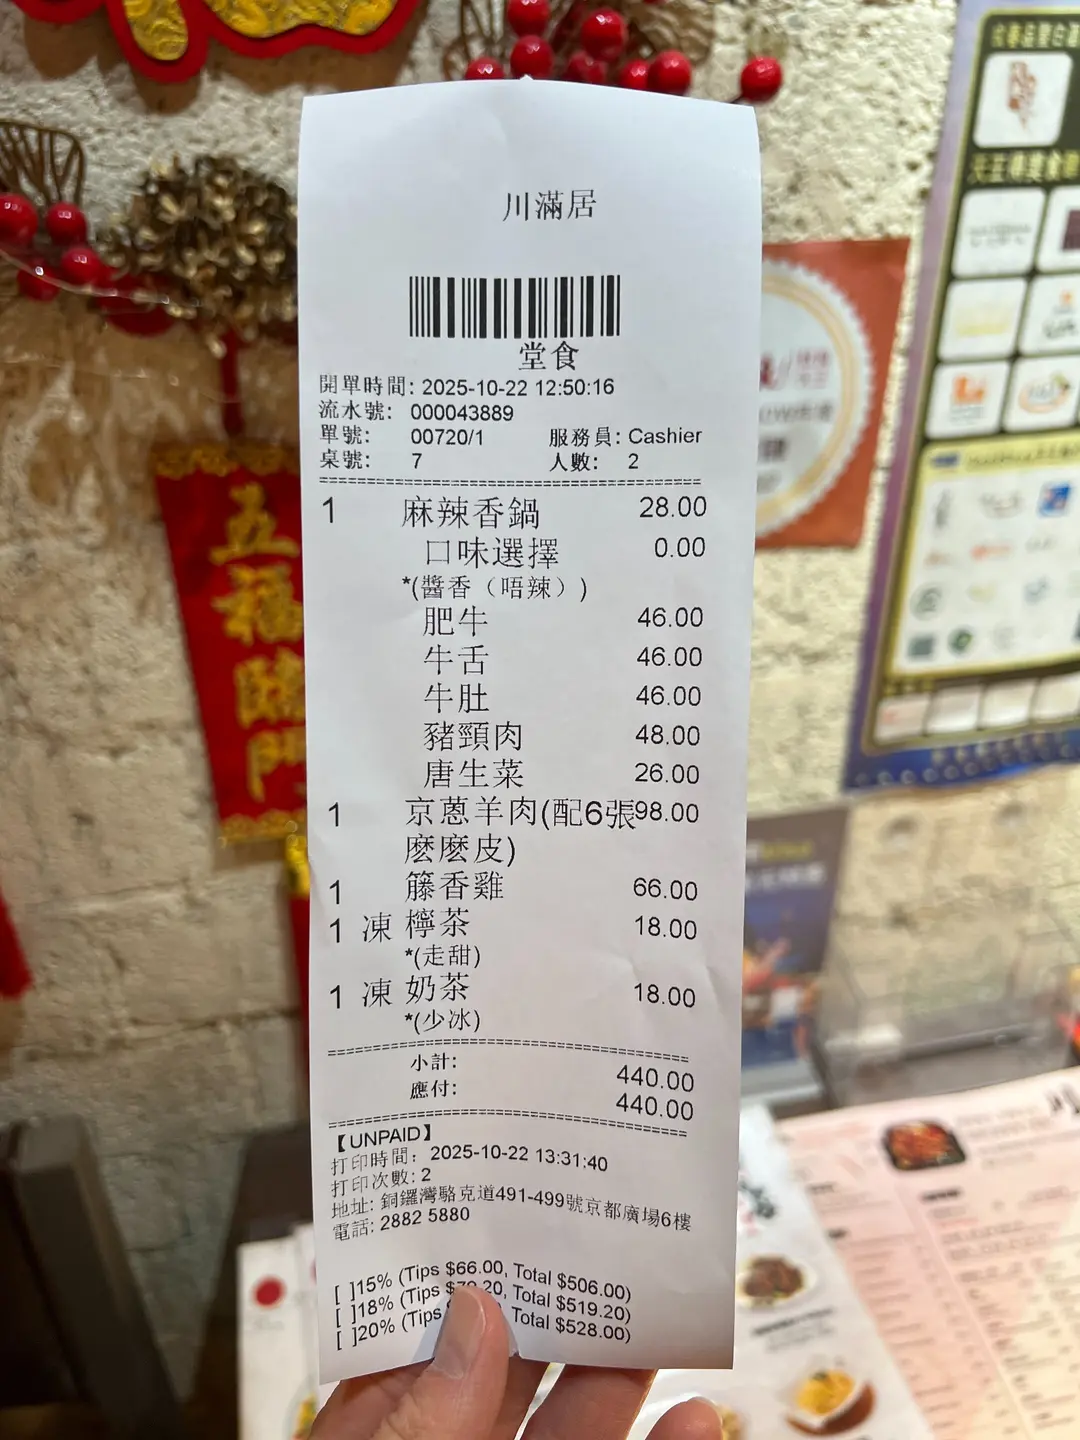 川滿居
堂食
開單時間: 2025-10-22 12:50:16
流水號: 000043889
單號: 00720/1 服務員: Cashier
桌號: 7 人數: 2
1 麻辣香鍋 28.00
口味選擇 0.00
*(醬香（唔辣）)
肥牛 46.00
牛舌 46.00
牛肚 46.00
豬頸肉 48.00
唐生菜 26.00
1 京蔥羊肉(配6張 98.00
麽麽皮)
1 籐香雞 66.00
1 凍 檸茶 18.00
*(走甜)
1 凍 奶茶 18.00
*(少冰)
小計: 440.00
應付: 440.00
【UNPAID】
打印時間: 2025-10-22 13:31:40
打印次數: 2
地址: 銅鑼灣駱克道491-499號京都廣場6樓
電話: 2882 5880
[ ]15% (Tips $66.00, Total $506.00)
[ ]18% (Tips $79.20, Total $519.20)
[ ]20% (Tips , Total $528.00)
五福臨門